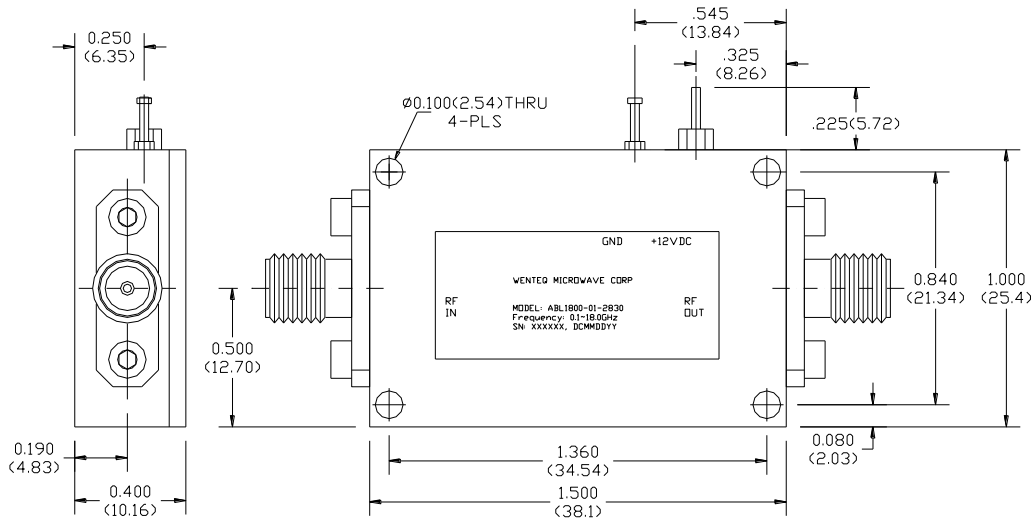 .545
(13.84)
0.250
(6.35)
.325
(8.26)
Ø0.100(2.54)THRU
4-PLS
.225(5.72)
GND +12VDC
WENTEQ MICROWAVE CORP
RF
IN
MODEL: ABL1800-01-2830
Frequency: 0.1-18.0GHz
SN: XXXXXX, DCMMDDYY
RF
OUT
0.840
(21.34)
1.000
(25.4)
0.500
(12.70)
0.190
(4.83)
0.400
(10.16)
1.360
(34.54)
1.500
(38.1)
0.080
(2.03)